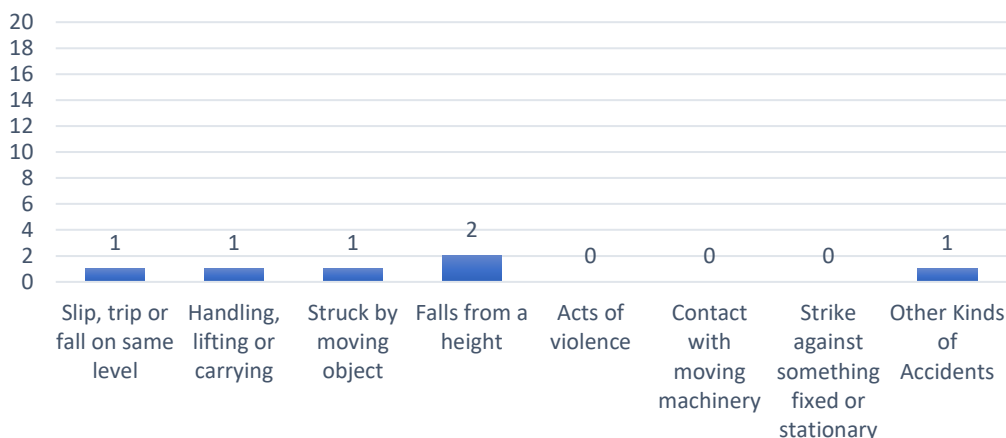 20
18
16
14
12
10
8
6
4
2
0
1
1
1
2
0
0
0
1
Slip, trip or
fall on same
level
Handling,
lifting or
carrying
Struck by
moving
object
Falls from a
height
Acts of
violence
Contact
with
moving
machinery
Strike
against
something
fixed or
stationary
Other Kinds
of
Accidents